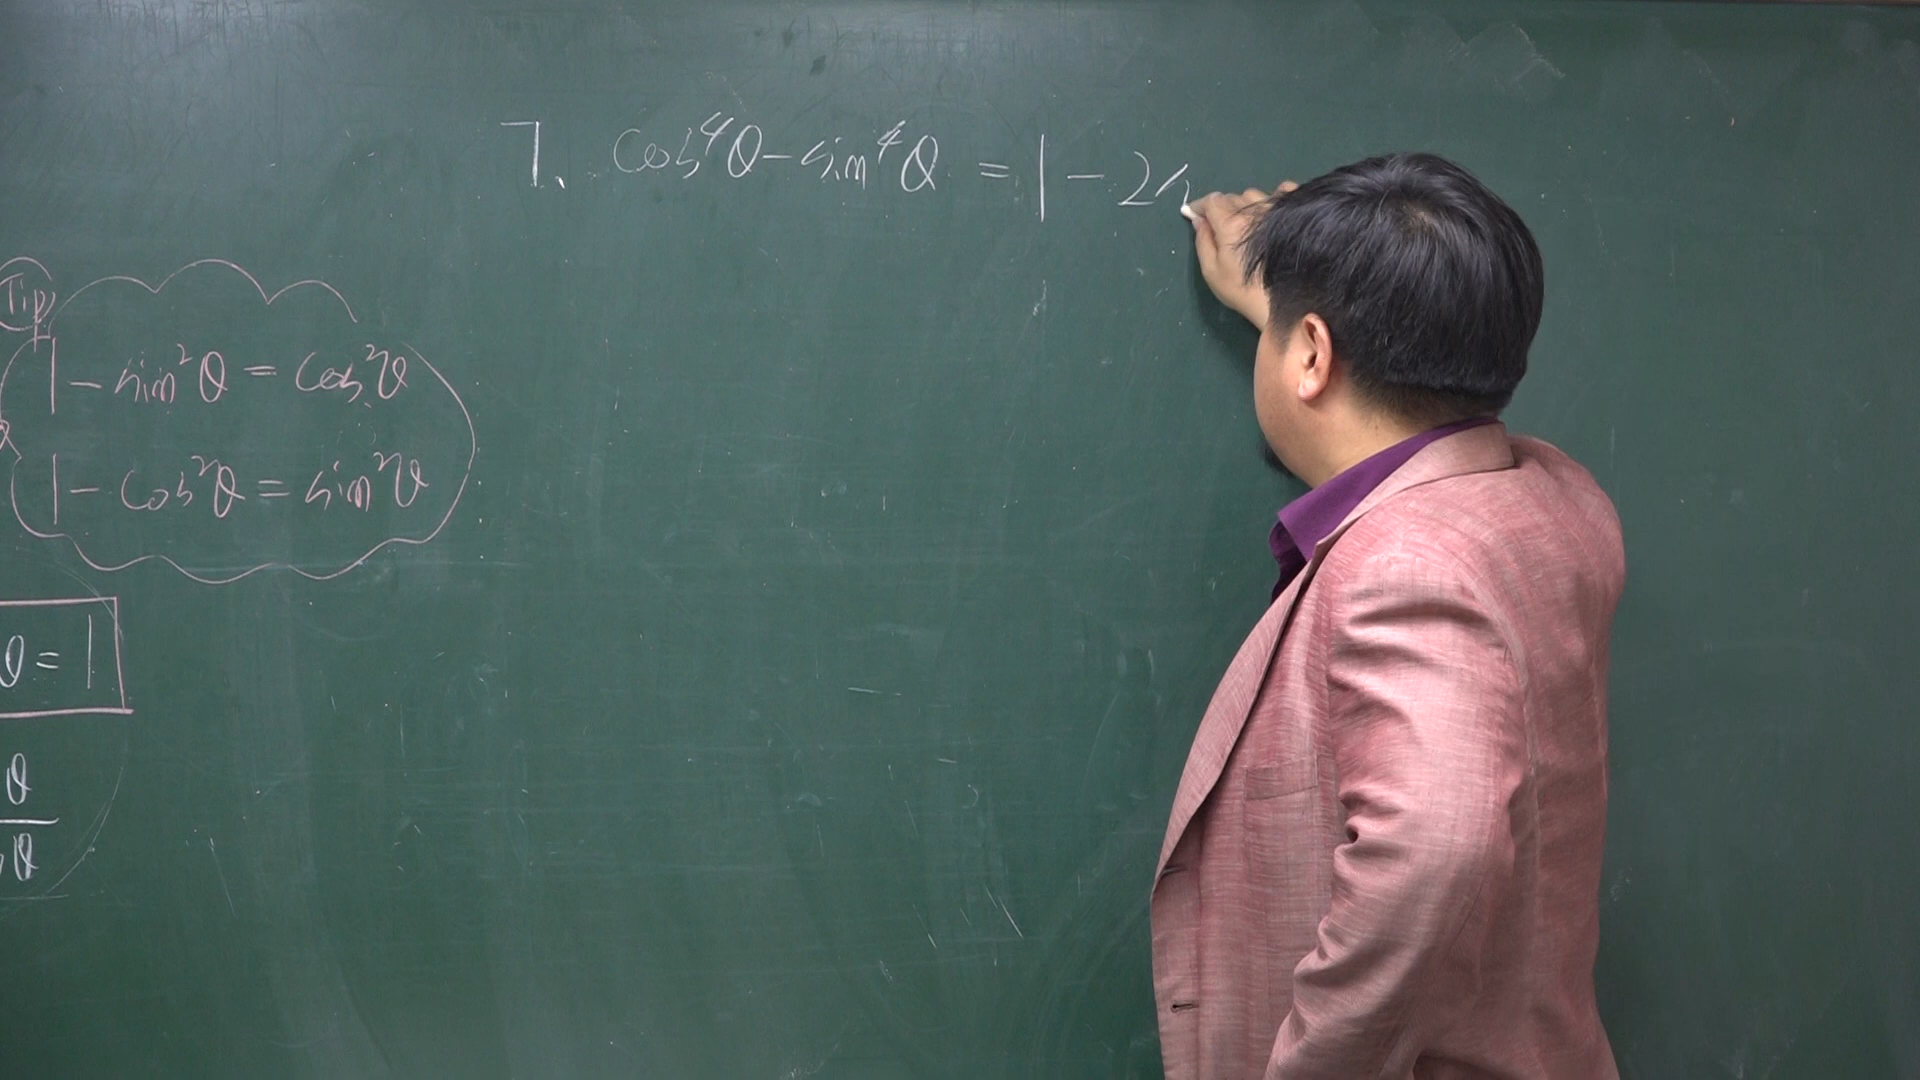 7. cos⁴θ - sin⁴θ = 1 - 2
Tip
1 - sin²θ = cos²θ
1 - cos²θ = sin²θ
θ = 1
θ
θ